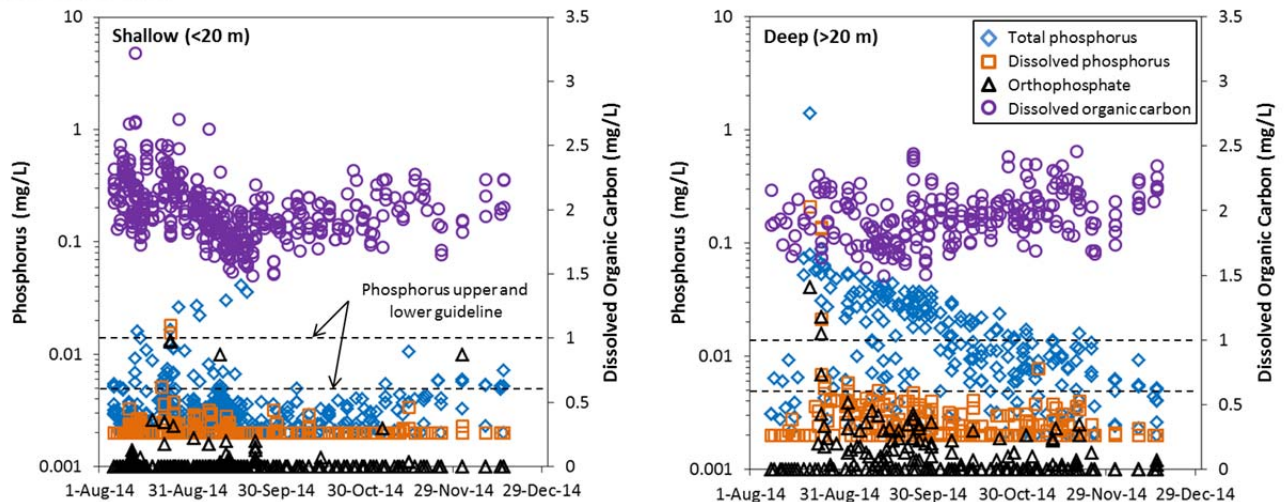 Shallow (<20 m)
10
1
0.1
0.01
0.001
Phosphorus (mg/L)
3.5
3
2.5
2
1.5
1
0.5
0
Dissolved Organic Carbon (mg/L)
Phosphorus upper and
lower guideline
1-Aug-14 31-Aug-14 30-Sep-14 30-Oct-14 29-Nov-14 29-Dec-14
Deep (>20 m)
Total phosphorus
Dissolved phosphorus
Orthophosphate
Dissolved organic carbon
10
1
0.1
0.01
0.001
Phosphorus (mg/L)
3.5
3
2.5
2
1.5
1
0.5
0
Dissolved Organic Carbon (mg/L)
1-Aug-14 31-Aug-14 30-Sep-14 30-Oct-14 29-Nov-14 29-Dec-14